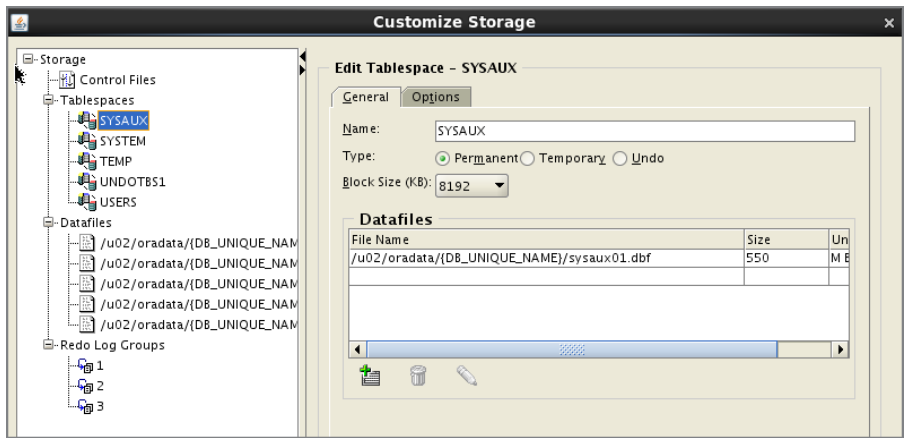 Customize Storage
Storage
Control Files
Tablespaces
SYSAUX
SYSTEM
TEMP
UNDOTBS1
USERS
Datafiles
/u02/oradata/{DB_UNIQUE_NAM
/u02/oradata/{DB_UNIQUE_NAM
/u02/oradata/{DB_UNIQUE_NAM
/u02/oradata/{DB_UNIQUE_NAM
/u02/oradata/{DB_UNIQUE_NAM
Redo Log Groups
1
2
3
Edit Tablespace - SYSAUX
General Options
Name: SYSAUX
Type: Permanent Temporary Undo
Block Size (KB): 8192
Datafiles
File Name Size Un
/u02/oradata/{DB_UNIQUE_NAME}/sysaux01.dbf 550 M B